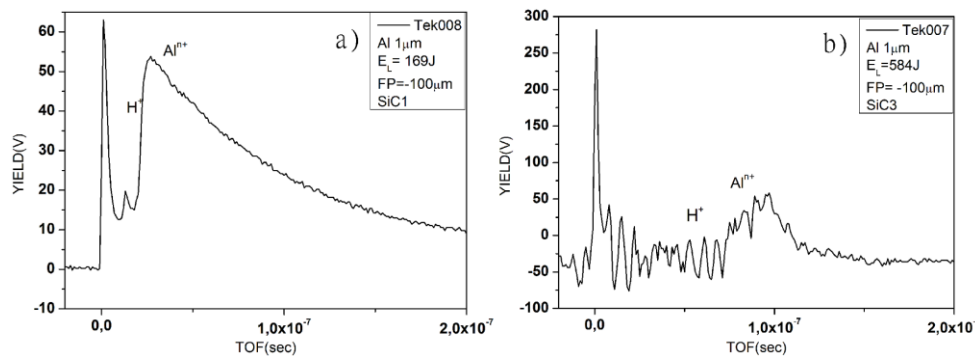 a)
Tek008
Al 1μm
E_L= 169J
FP=-100μm
SiC1
Al^n+
H^+
YIELD(V)
60
50
40
30
20
10
0
-10
0,0
1,0x10^-7
2,0x10^-7
TOF(sec)
b)
Tek007
Al 1μm
E_L=584J
FP= -100μm
SiC3
Al^n+
H^+
YIELD(V)
300
250
200
150
100
50
0
-50
-100
0,0
1,0x10^-7
2,0x10^-7
TOF(sec)